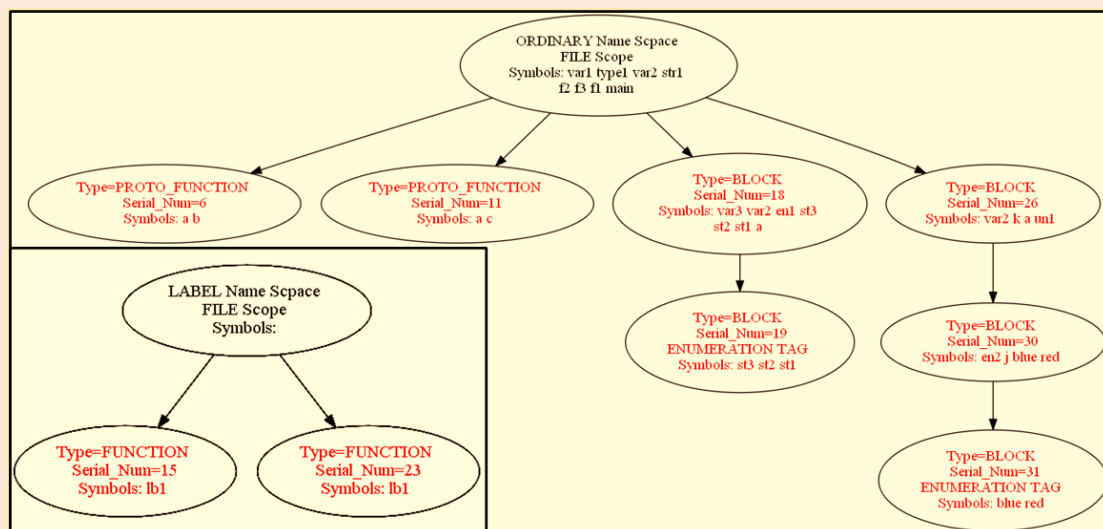 ORDINARY Name Scpace
FILE Scope
Symbols: var1 type1 var2 str1
f2 f3 f1 main
Type=PROTO_FUNCTION
Serial_Num=6
Symbols: a b
Type=PROTO_FUNCTION
Serial_Num=11
Symbols: a c
Type=BLOCK
Serial_Num=18
Symbols: var3 var2 en1 st3
st2 st1 a
Type=BLOCK
Serial_Num=26
Symbols: var2 k a un1
LABEL Name Scpace
FILE Scope
Symbols:
Type=BLOCK
Serial_Num=19
ENUMERATION TAG
Symbols: st3 st2 st1
Type=BLOCK
Serial_Num=30
Symbols: en2 j blue red
Type=FUNCTION
Serial_Num=15
Symbols: lb1
Type=FUNCTION
Serial_Num=23
Symbols: lb1
Type=BLOCK
Serial_Num=31
ENUMERATION TAG
Symbols: blue red